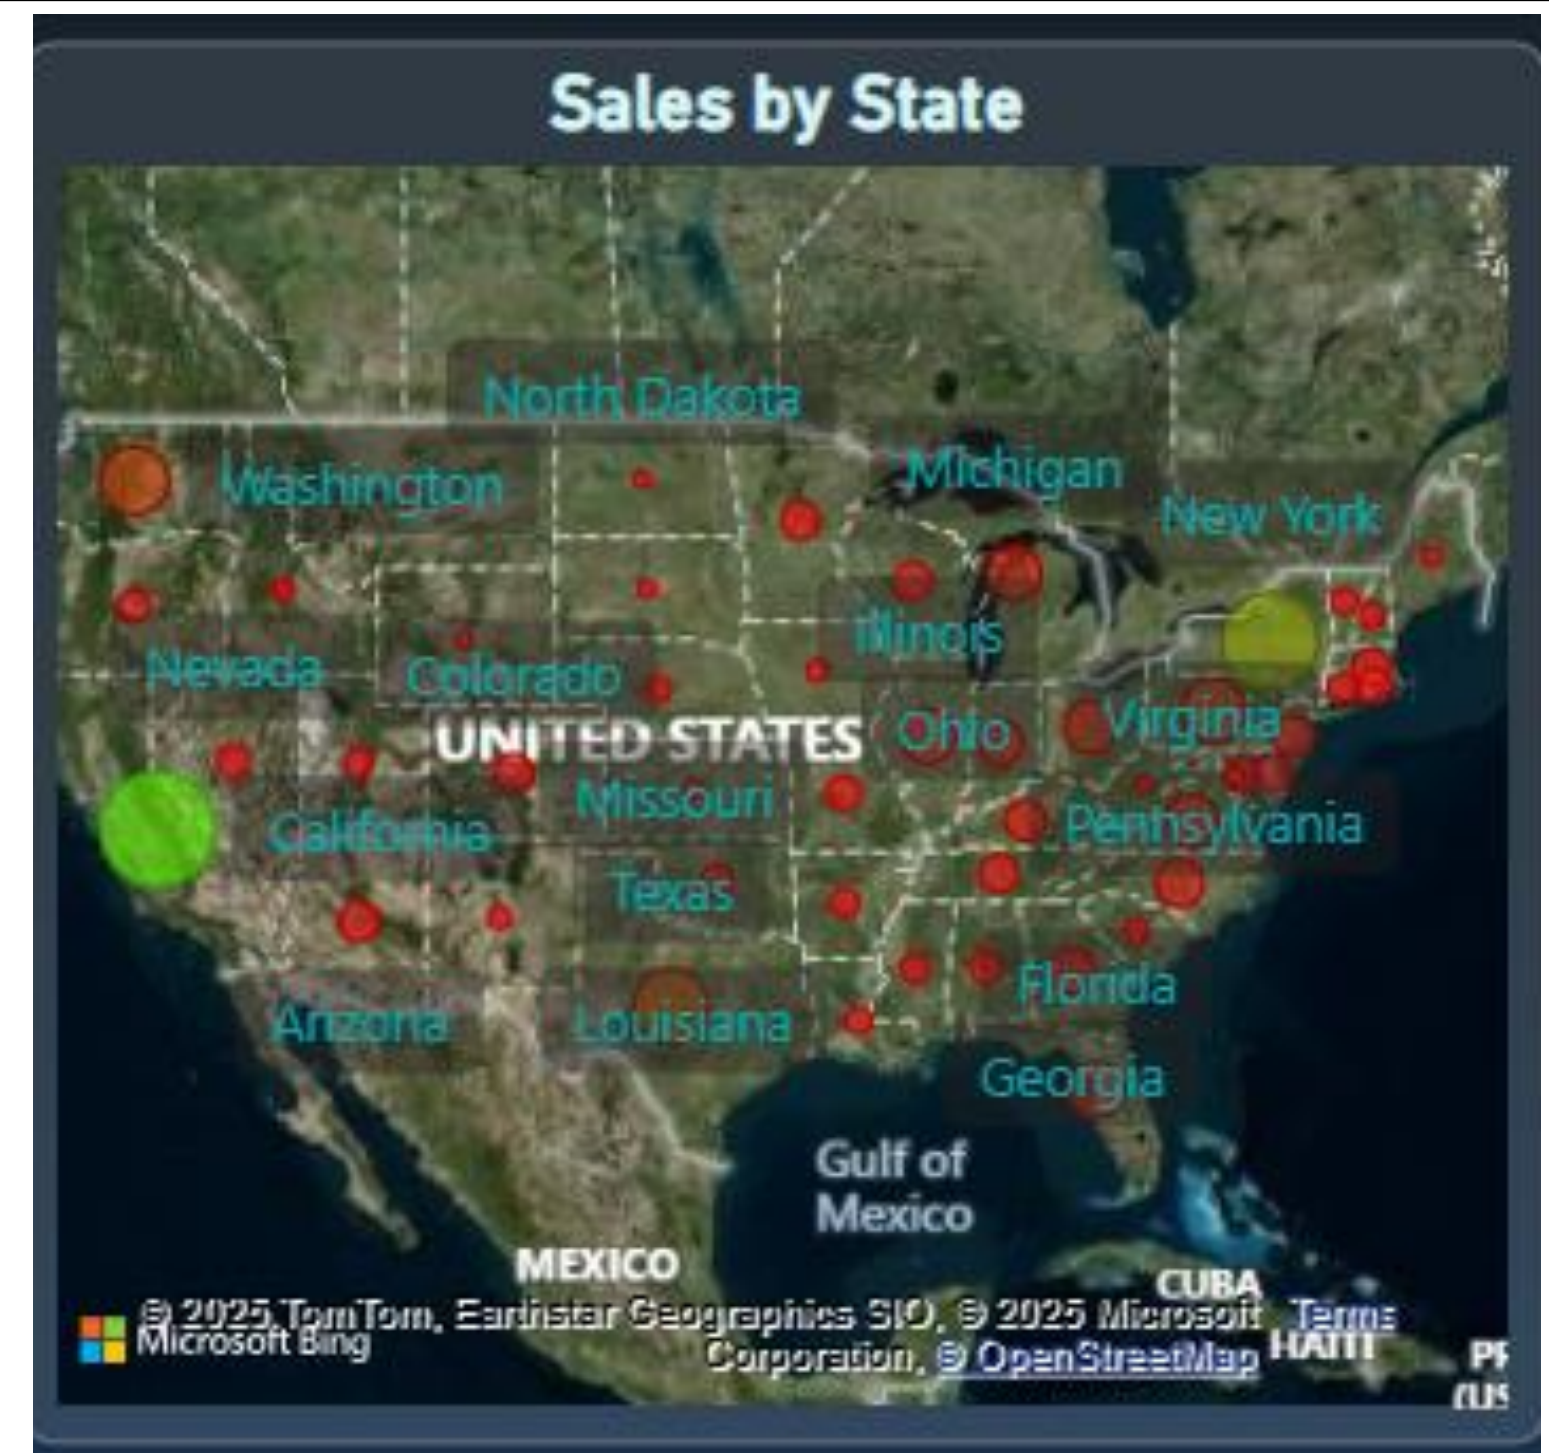 Sales by State
North Dakota
Michigan
Washington
New York
Illinois
Nevada
Colorado
Virginia
Ohio
UNITED STATES
Missouri
California
Pennsylvania
Texas
Florida
Arizona
Louisiana
Georgia
Gulf of
Mexico
MEXICO
CUBA
© 2025 TomTom, Earthstar Geographics SIO, © 2025 Microsoft Terms
Microsoft Bing
HAITI
Corporation, © OpenStreetMap
PR
(US